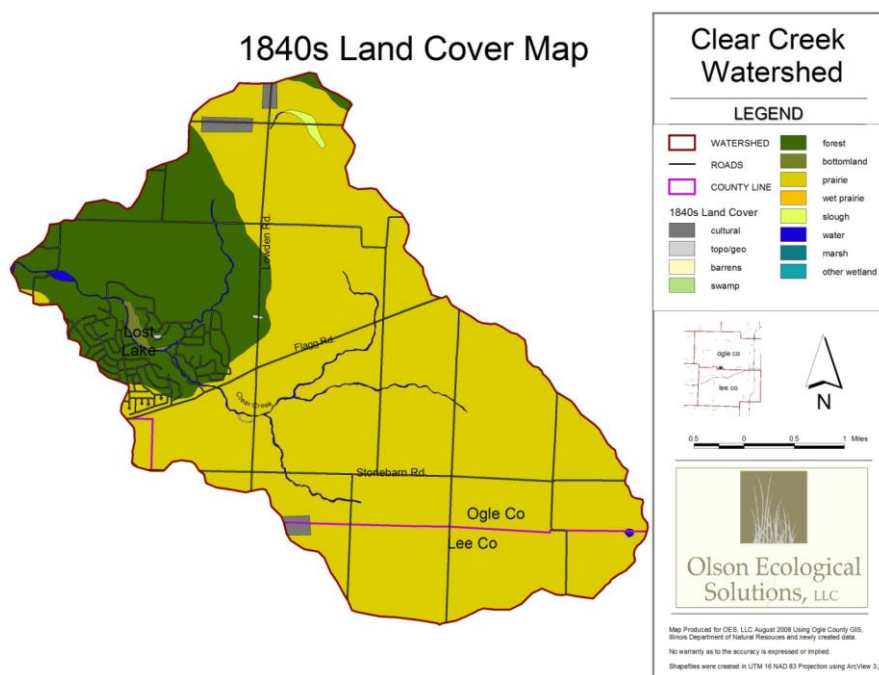 1840s Land Cover Map
Lowden Rd.
Lost
Lake
Flagg Rd.
Clear Creek
Stonebarn Rd.
Ogle Co
Lee Co
Clear Creek
Watershed
LEGEND
WATERSHED
ROADS
COUNTY LINE
1840s Land Cover
cultural
topo/geo
barrens
swamp
forest
bottomland
prairie
wet prairie
slough
water
marsh
other wetland
ogle co
lee co
N
0.5 0 0.5 1 Miles
Olson Ecological
Solutions, LLC
Map Produced for OES, LLC August 2008 Using Ogle County GIS,
Illinois Department of Natural Resouces and newly created data.
No warranty as to the accuracy is expressed or implied.
Shapefiles were created in UTM 16 NAD 83 Projection using ArcView 3.